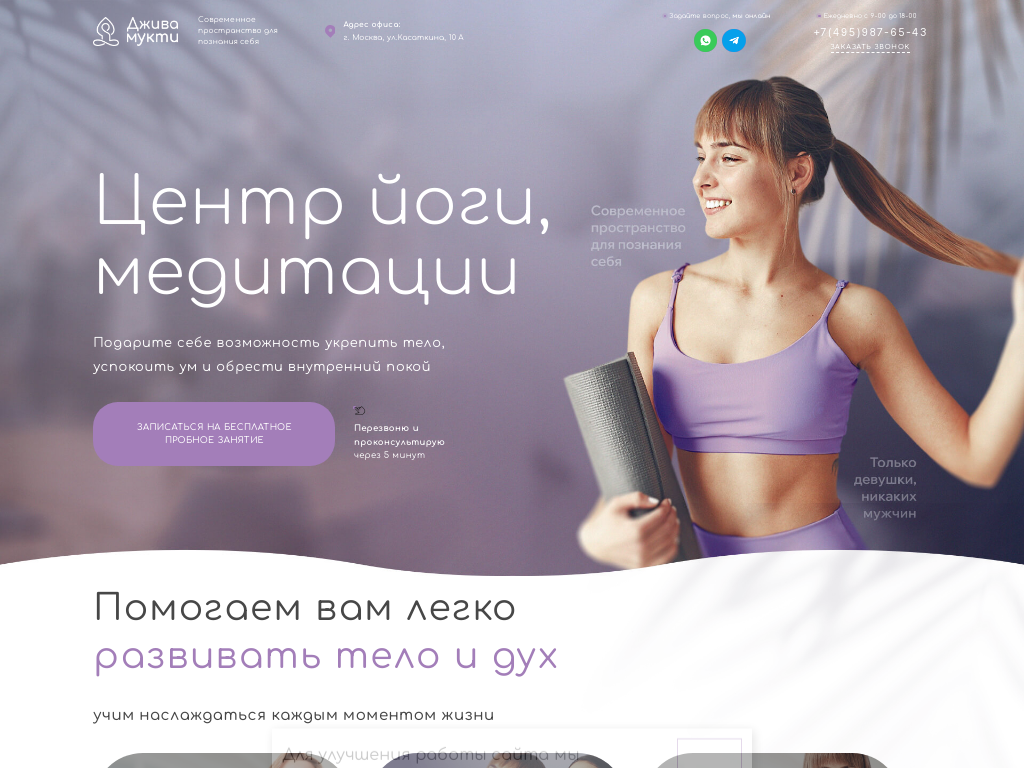 Джива
мукти
Современное
пространство для
познания себя
Адрес офиса:
г. Москва, ул.Касаткина, 10 А
Задайте вопрос, мы онлайн
Ежедневно с 9-00 до 18-00
+7(495)987-65-43
ЗАКАЗАТЬ ЗВОНОК
Центр йоги,
медитации
Современное
пространство
для познания
себя
Подарите себе возможность укрепить тело,
успокоить ум и обрести внутренний покой
ЗАПИСАТЬСЯ НА БЕСПЛАТНОЕ
ПРОБНОЕ ЗАНЯТИЕ
Перезвоню и
проконсультирую
через 5 минут
Только
девушки,
никаких
мужчин
Помогаем вам легко
развивать тело и дух
учим наслаждаться каждым моментом жизни
Для улучшения работы сайта мы